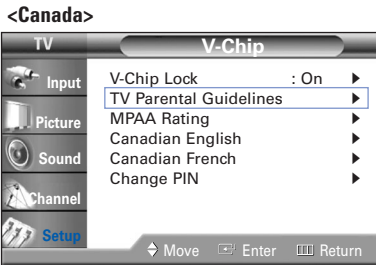 <Canada>
TV
V-Chip
Input
Picture
Sound
Channel
Setup
V-Chip Lock : On
TV Parental Guidelines
MPAA Rating
Canadian English
Canadian French
Change PIN
Move Enter Return